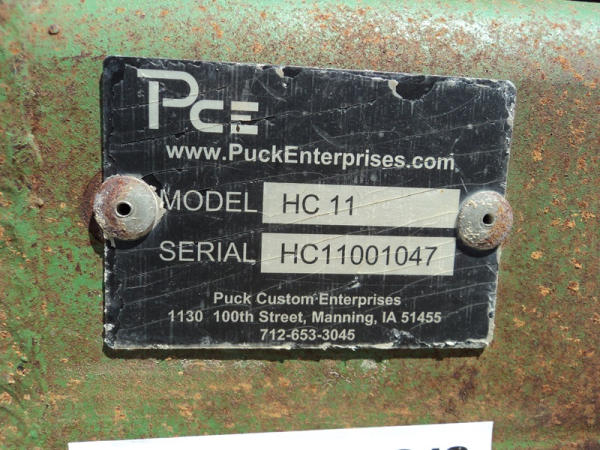 PCE
www.PuckEnterprises.com
MODEL HC 11
SERIAL HC11001047
Puck Custom Enterprises
1130 100th Street, Manning, IA 51455
712-653-3045